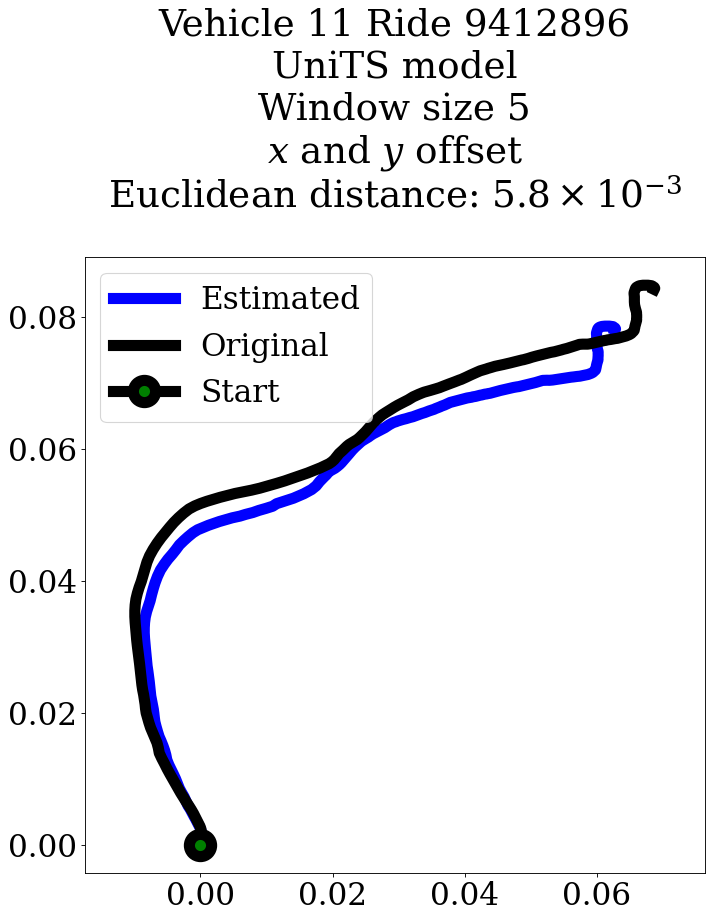 Vehicle 11 Ride 9412896
UniTS model
Window size 5
x and y offset
Euclidean distance: 5.8 × 10⁻³
Estimated
Original
Start
0.08
0.06
0.04
0.02
0.00
0.00 0.02 0.04 0.06